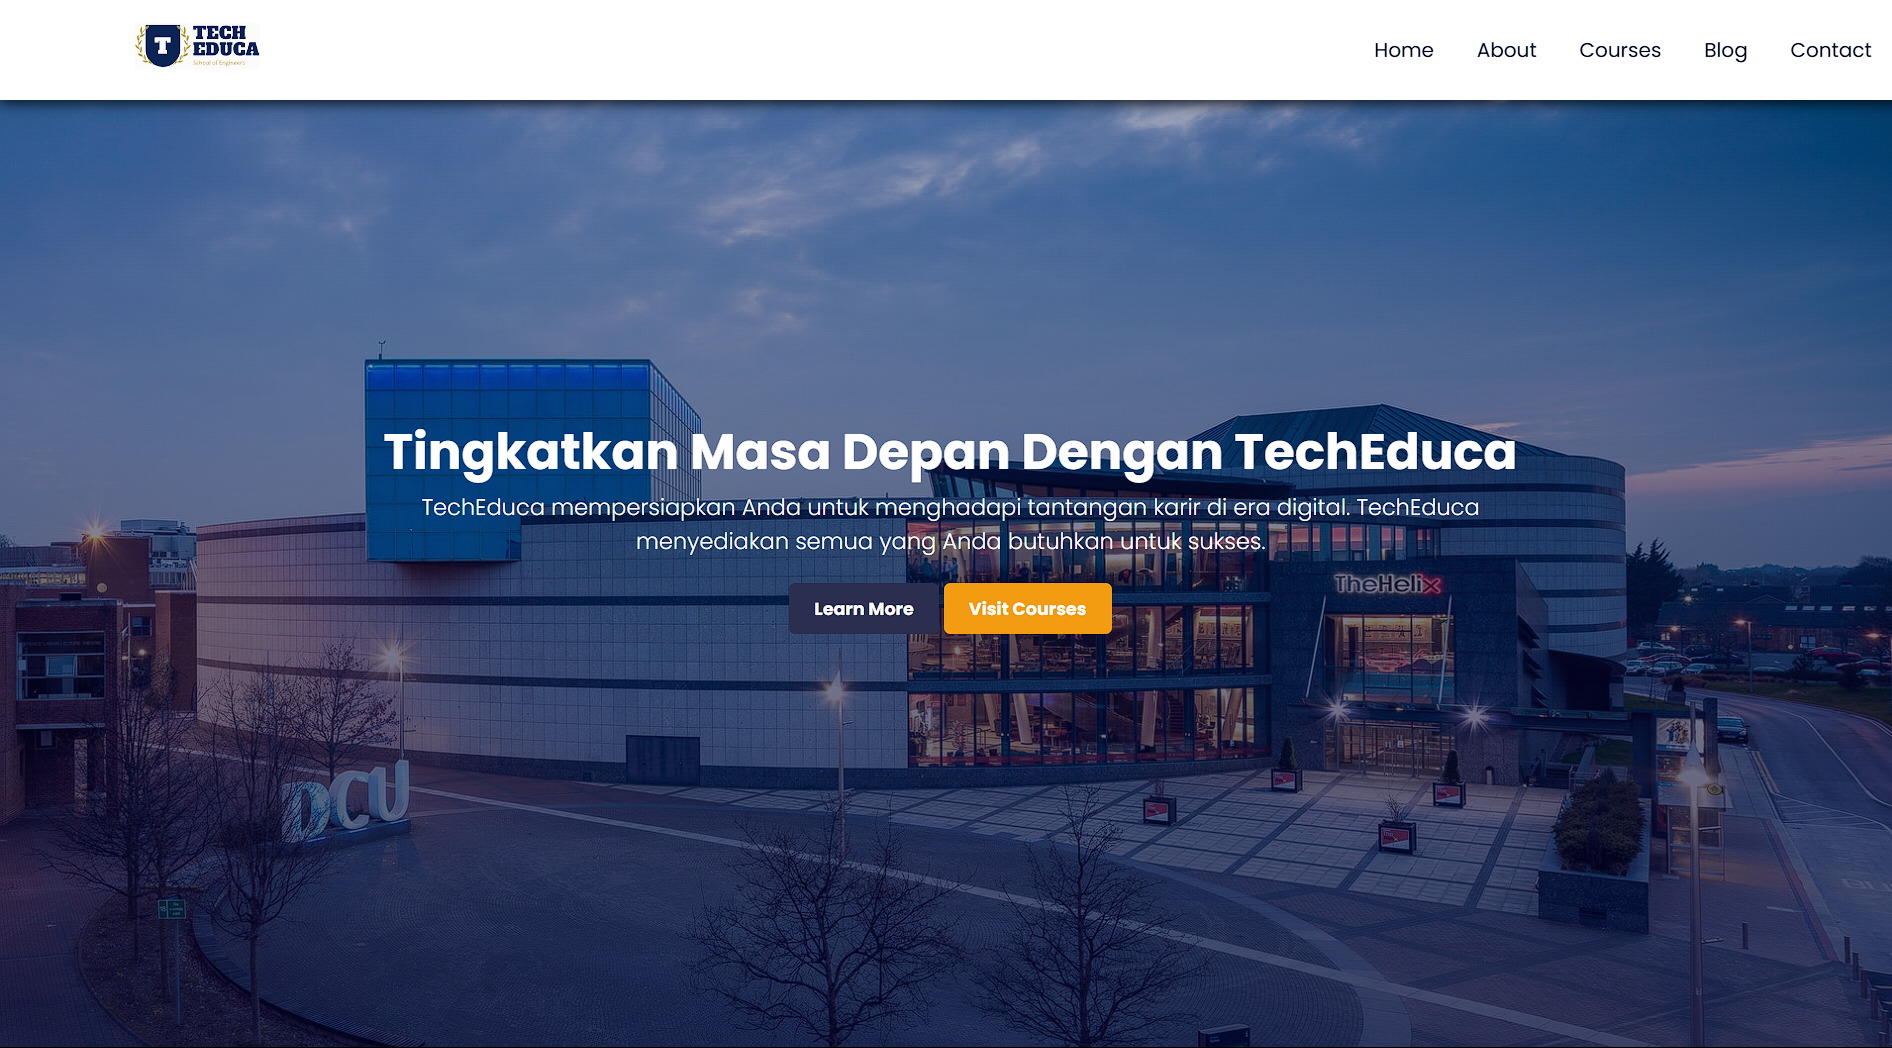 T
TECH
EDUCA
School of Engineers
Home About Courses Blog Contact
Tingkatkan Masa Depan Dengan TechEduca
TechEduca mempersiapkan Anda untuk menghadapi tantangan karir di era digital. TechEduca
menyediakan semua yang Anda butuhkan untuk sukses.
Learn More Visit Courses
TheHelix
DCU